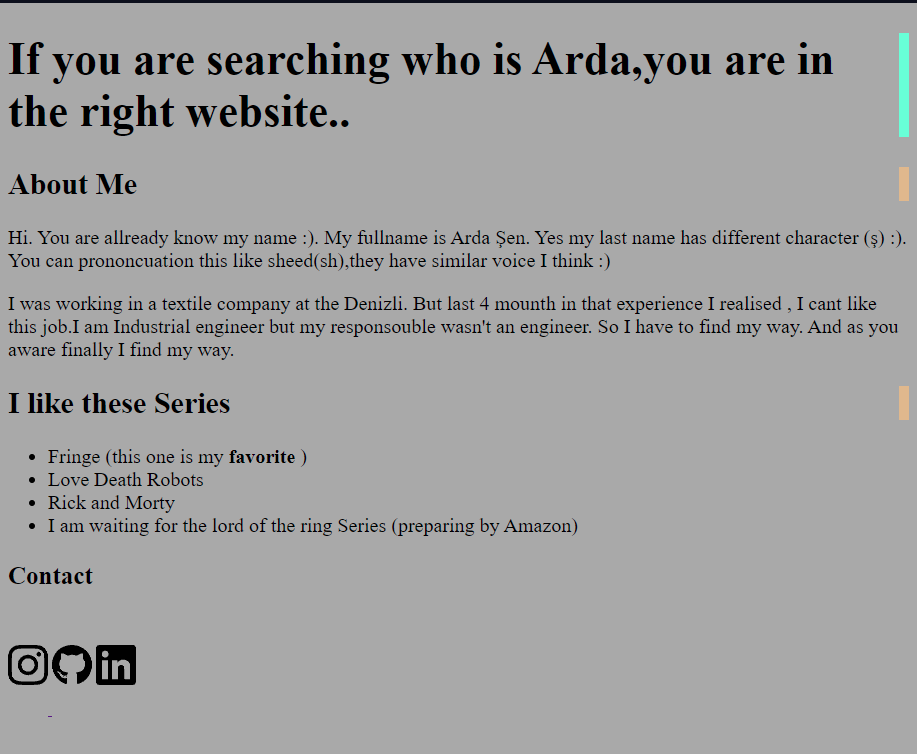 If you are searching who is Arda,you are in
the right website..
About Me
Hi. You are allready know my name :). My fullname is Arda Şen. Yes my last name has different character (ş) :).
You can prononcuation this like sheed(sh),they have similar voice I think :)
I was working in a textile company at the Denizli. But last 4 mounth in that experience I realised , I cant like
this job.I am Industrial engineer but my responsouble wasn't an engineer. So I have to find my way. And as you
aware finally I find my way.
I like these Series
• Fringe (this one is my favorite )
• Love Death Robots
• Rick and Morty
• I am waiting for the lord of the ring Series (preparing by Amazon)
Contact
in